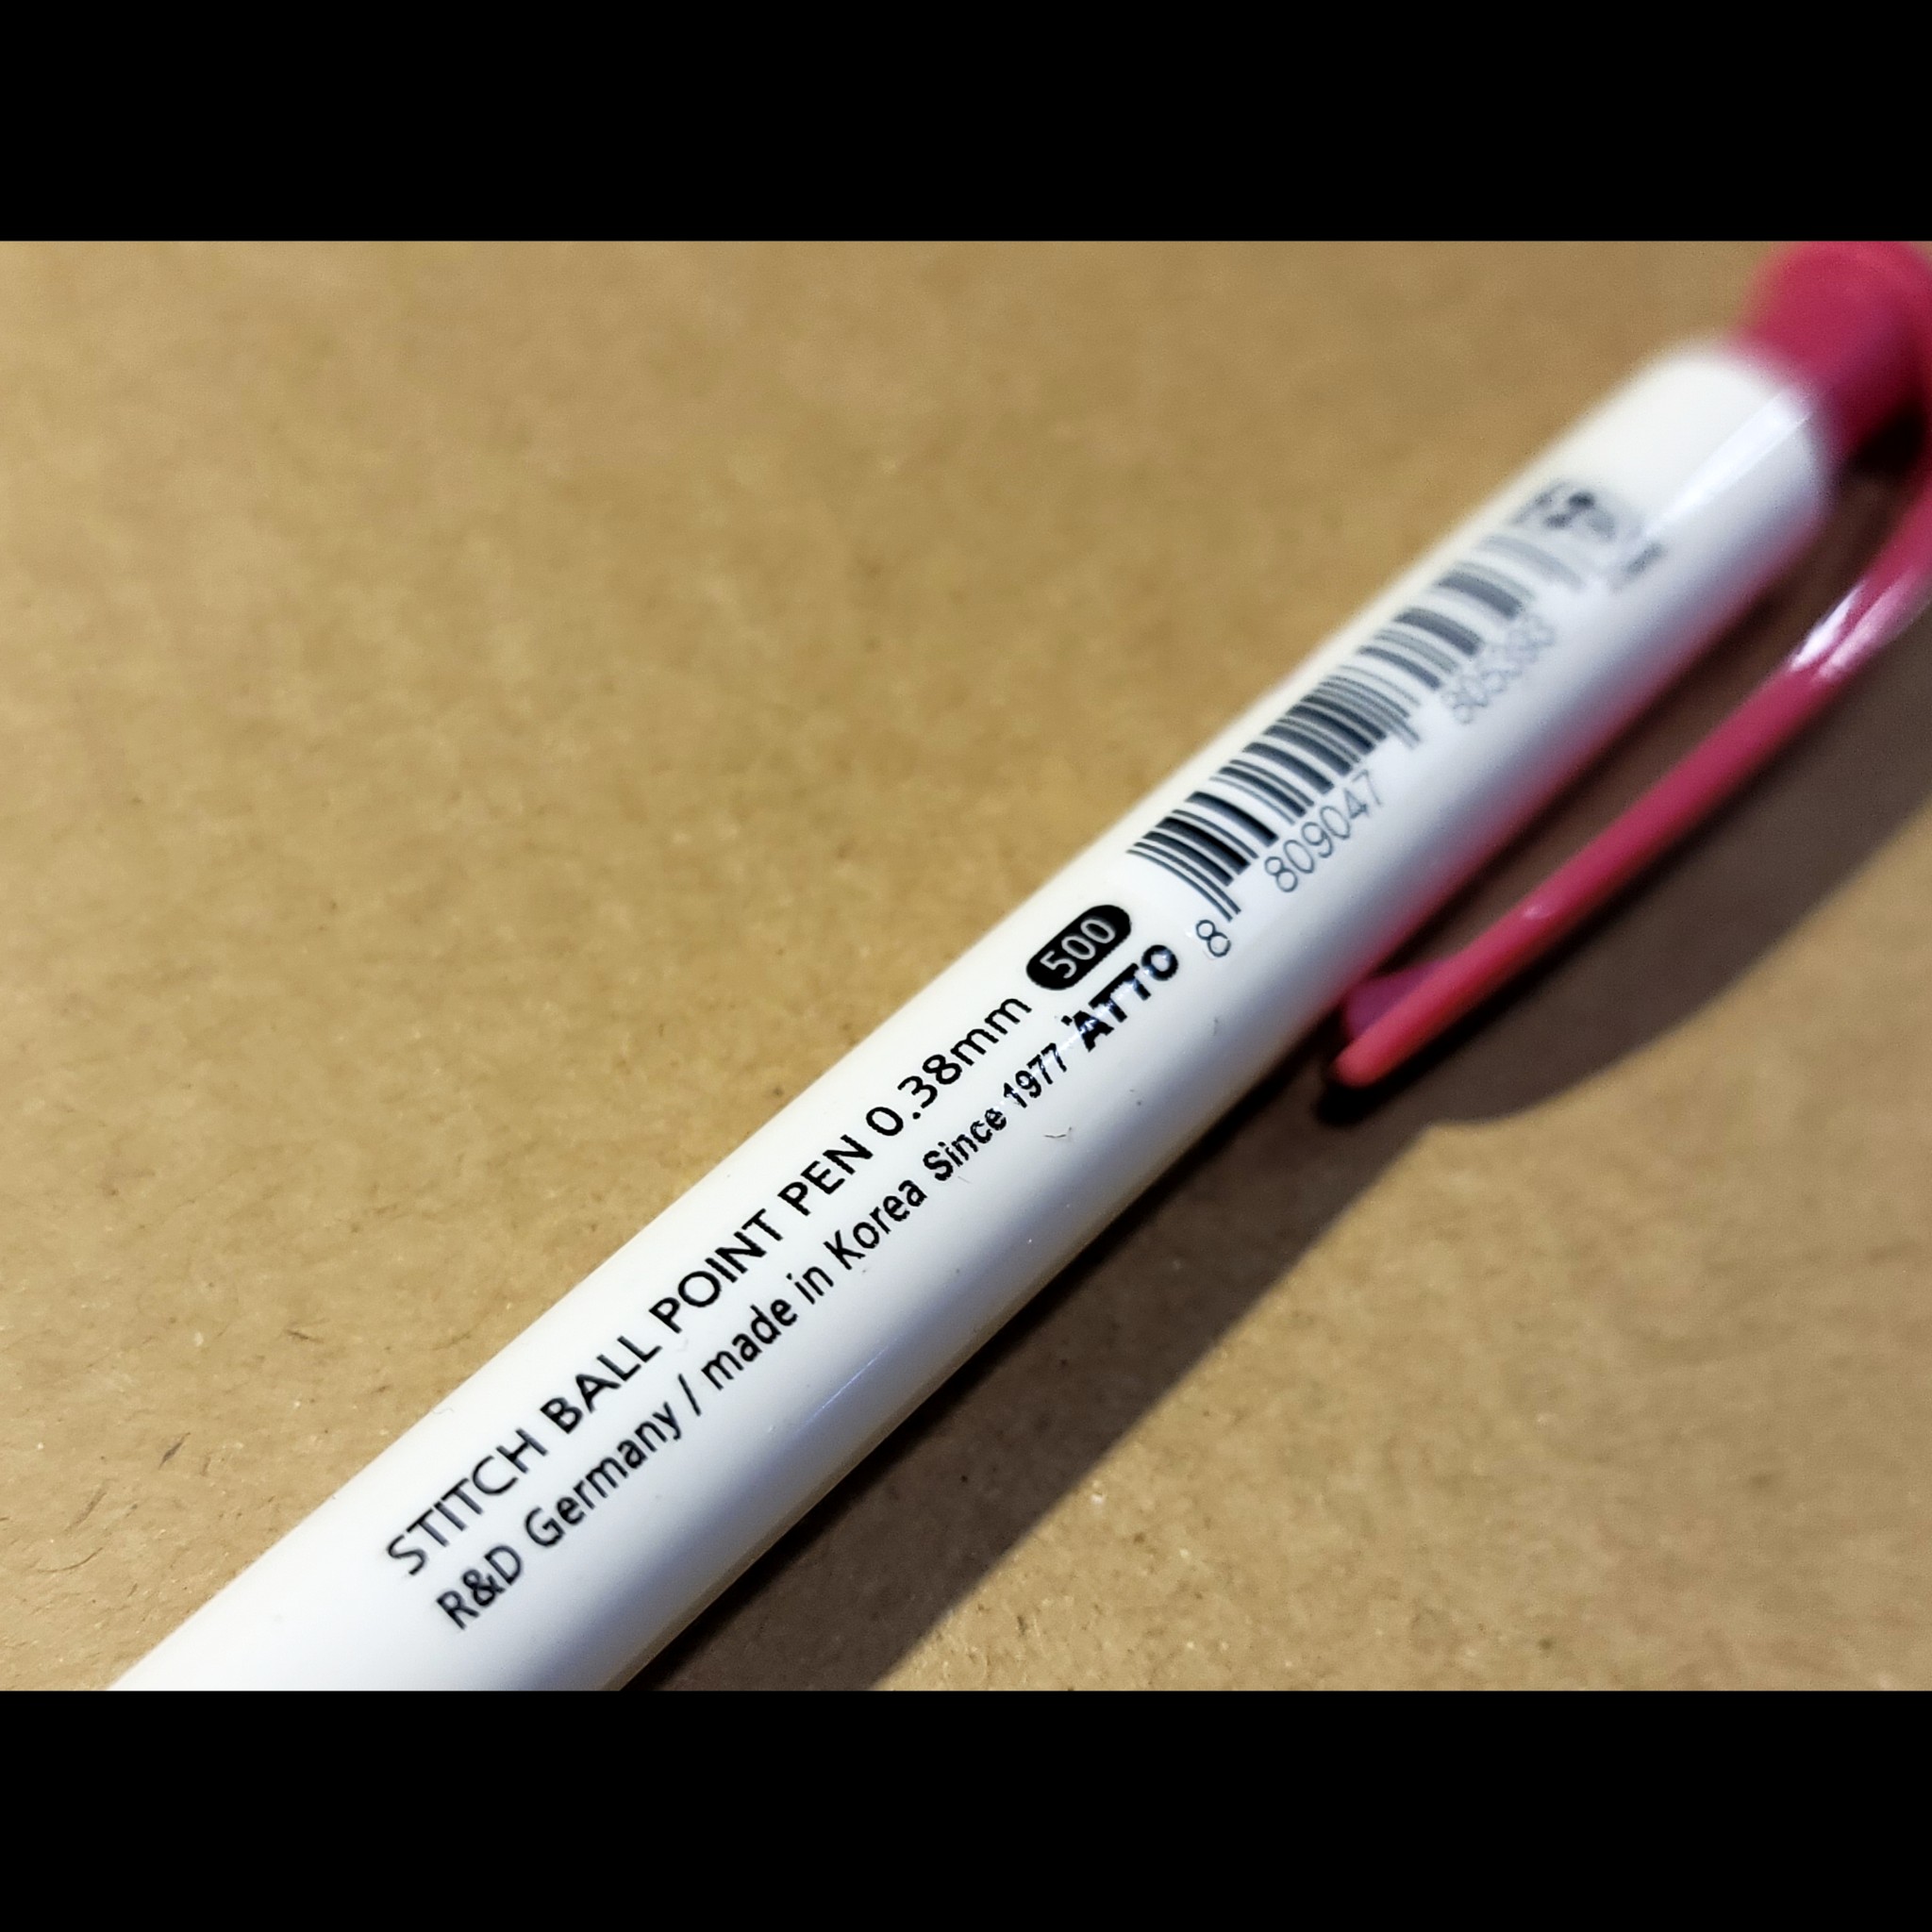 STITCH BALL POINT PEN 0.38mm 500
R&D Germany / made in Korea Since 1977 ATTO
8 809047